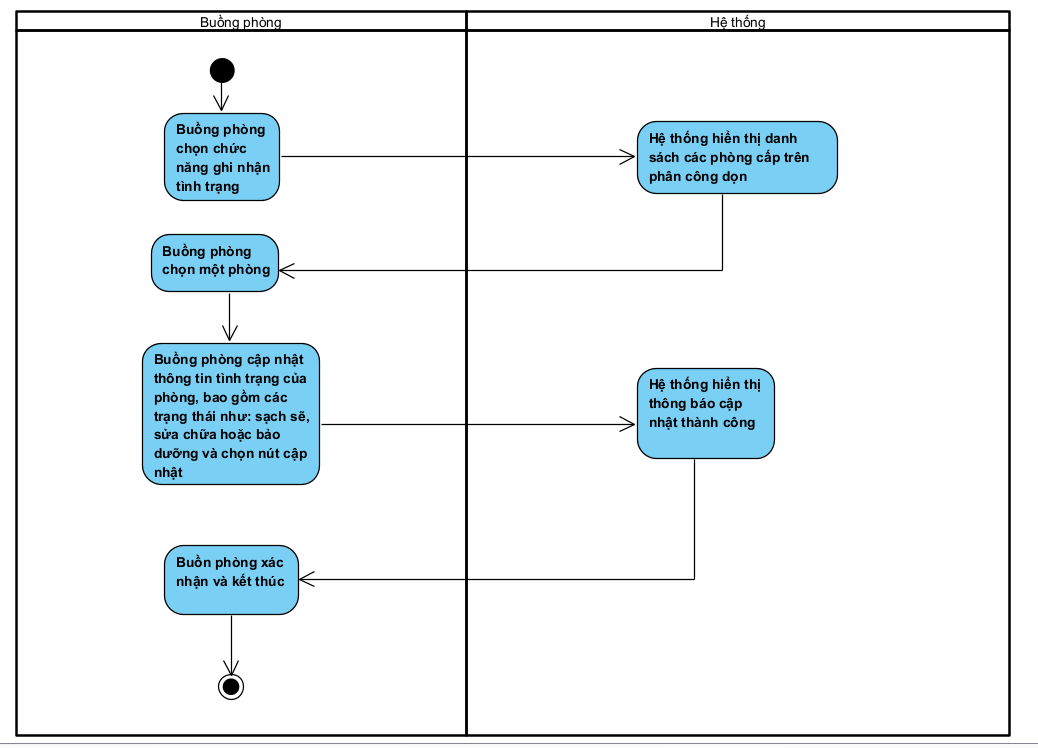 Buồng phòng
Hệ thống
Buồng phòng
chọn chức
năng ghi nhận
tình trạng
Hệ thống hiển thị danh
sách các phòng cấp trên
phân công dọn
Buồng phòng
chọn một phòng
Buồng phòng cập nhật
thông tin tình trạng của
phòng, bao gồm các
trạng thái như: sạch sẽ,
sửa chữa hoặc bảo
dưỡng và chọn nút cập
nhật
Hệ thống hiển thị
thông báo cập
nhật thành công
Buồn phòng xác
nhận và kết thúc